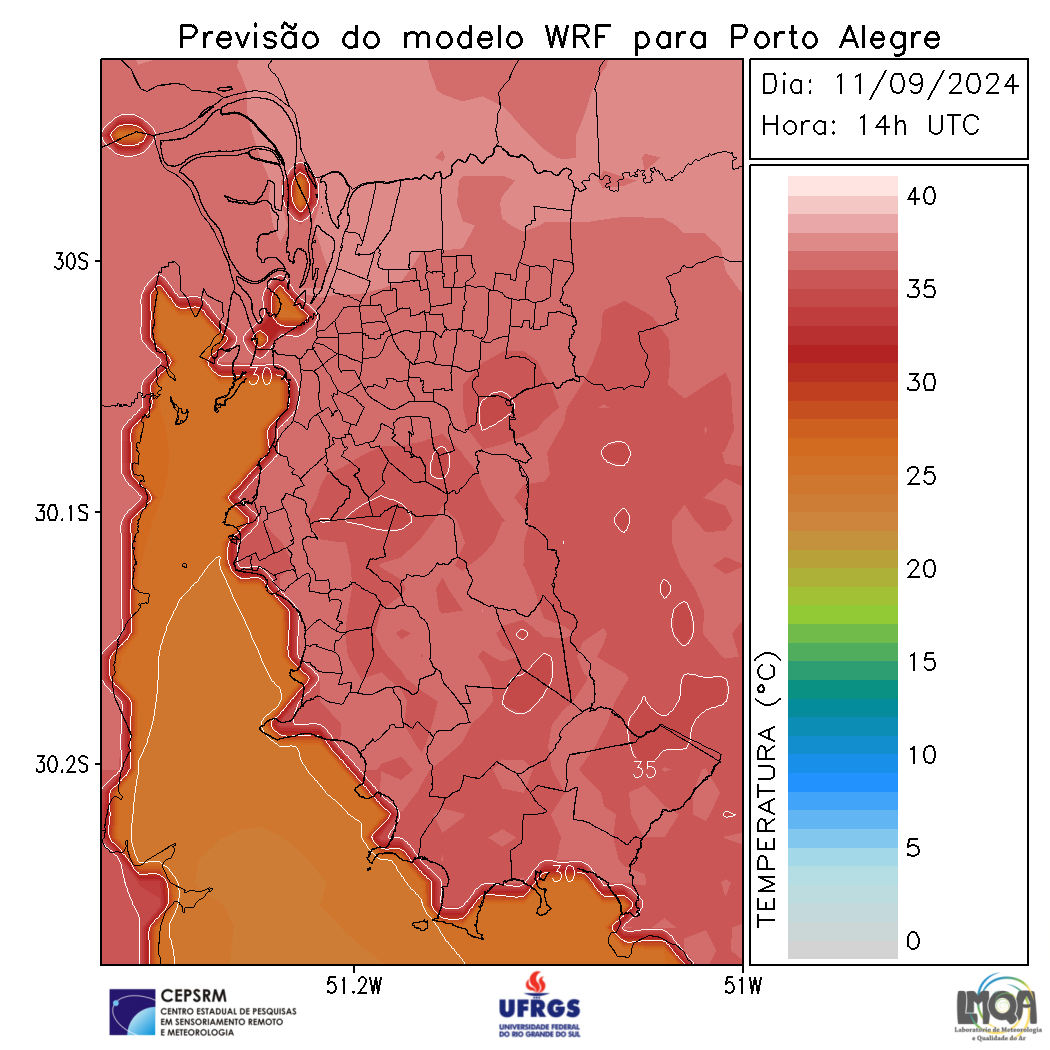 Previsão do modelo WRF para Porto Alegre
Dia: 11/09/2024
Hora: 14h UTC
40
35
30
25
20
15
10
5
0
TEMPERATURA (°C)
30S
30.1S
30.2S
51.2W
51W
30
35
30
CEPSRM
CENTRO ESTADUAL DE PESQUISAS
EM SENSORIAMENTO REMOTO
E METEOROLOGIA
UFRGS
UNIVERSIDADE FEDERAL
DO RIO GRANDE DO SUL
LMQA
Laboratório de Meteorologia
e Qualidade do Ar